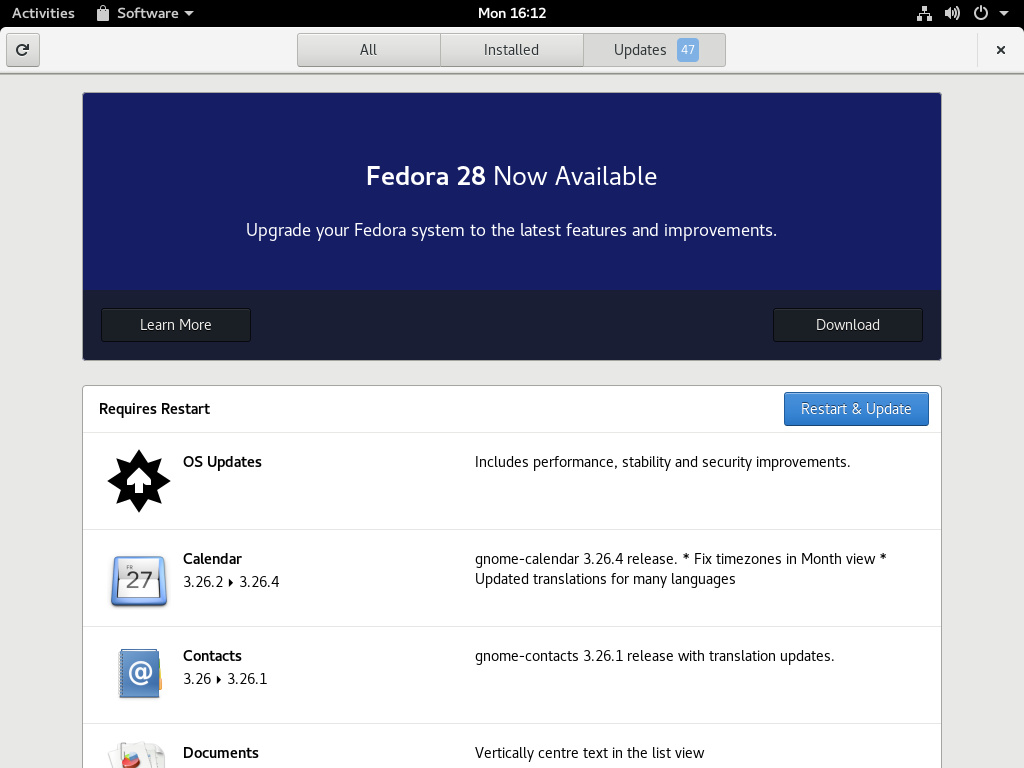 Activities Software Mon 16:12
All Installed Updates 47
Fedora 28 Now Available
Upgrade your Fedora system to the latest features and improvements.
Learn More Download
Requires Restart Restart & Update
OS Updates Includes performance, stability and security improvements.
Calendar gnome-calendar 3.26.4 release. * Fix timezones in Month view *
3.26.2 ▸ 3.26.4 Updated translations for many languages
FR
27
Contacts gnome-contacts 3.26.1 release with translation updates.
@
3.26 ▸ 3.26.1
Documents Vertically centre text in the list view